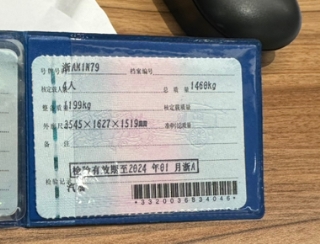 号牌号码 浙AK1N79 档案编号
核定载人数 人 总质量 1460kg
整备质量 1199kg 核定载质量
外廓尺寸 3545×1627×1519mm 准牵引总质量
备注
检验有效期至2024年01月浙A
检验记录 汽
*3320036834045*